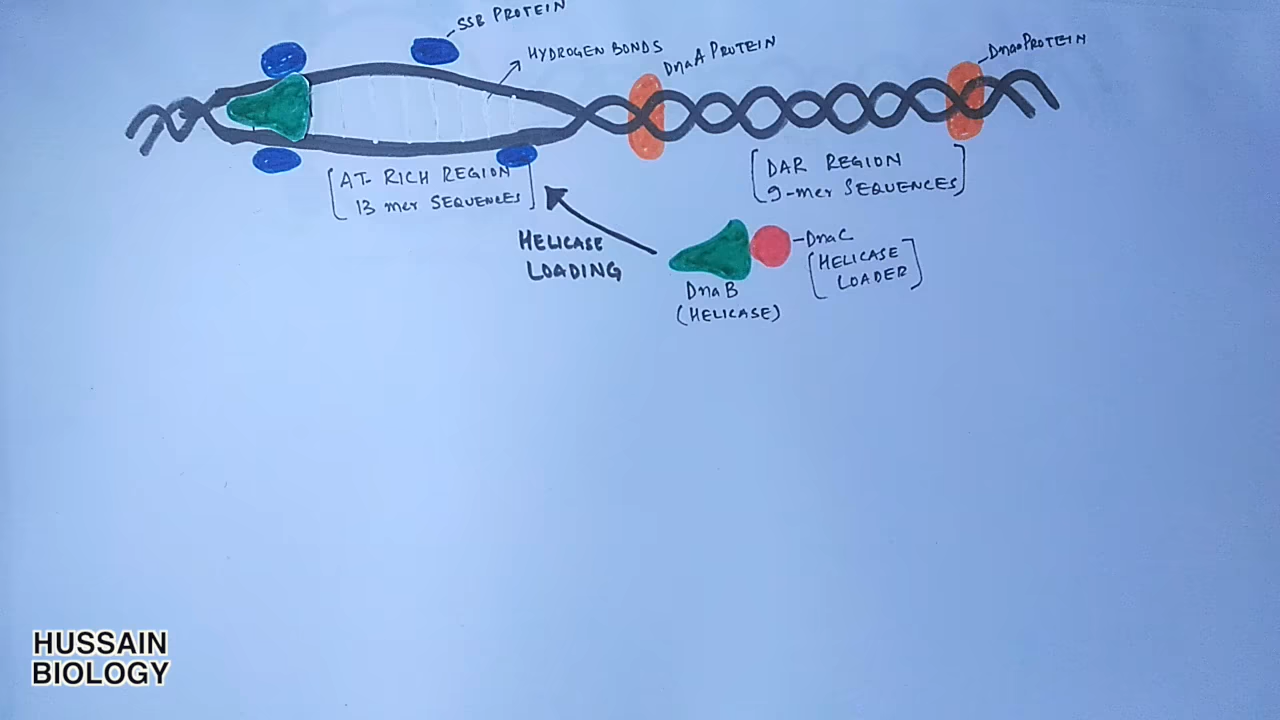 SSB PROTEIN
HYDROGEN BONDS
DnaA PROTEIN
PROTEIN
[AT- RICH REGION
13 mer SEQUENCES]
[DAR REGION
9-mer SEQUENCES]
HELICASE
LOADING
DnaB
(HELICASE)
DnaC
[HELICASE
LOADER]
HUSSAIN
BIOLOGY